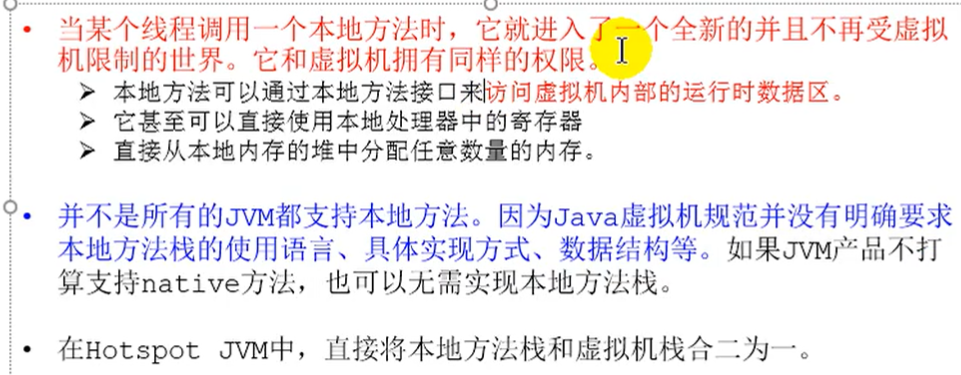 • 当某个线程调用一个本地方法时，它就进入了一个全新的并且不再受虚拟
机限制的世界。它和虚拟机拥有同样的权限。
➢ 本地方法可以通过本地方法接口来访问虚拟机内部的运行时数据区。
➢ 它甚至可以直接使用本地处理器中的寄存器
➢ 直接从本地内存的堆中分配任意数量的内存。
• 并不是所有的JVM都支持本地方法。因为Java虚拟机规范并没有明确要求
本地方法栈的使用语言、具体实现方式、数据结构等。如果JVM产品不打
算支持native方法，也可以无需实现本地方法栈。
• 在Hotspot JVM中，直接将本地方法栈和虚拟机栈合二为一。